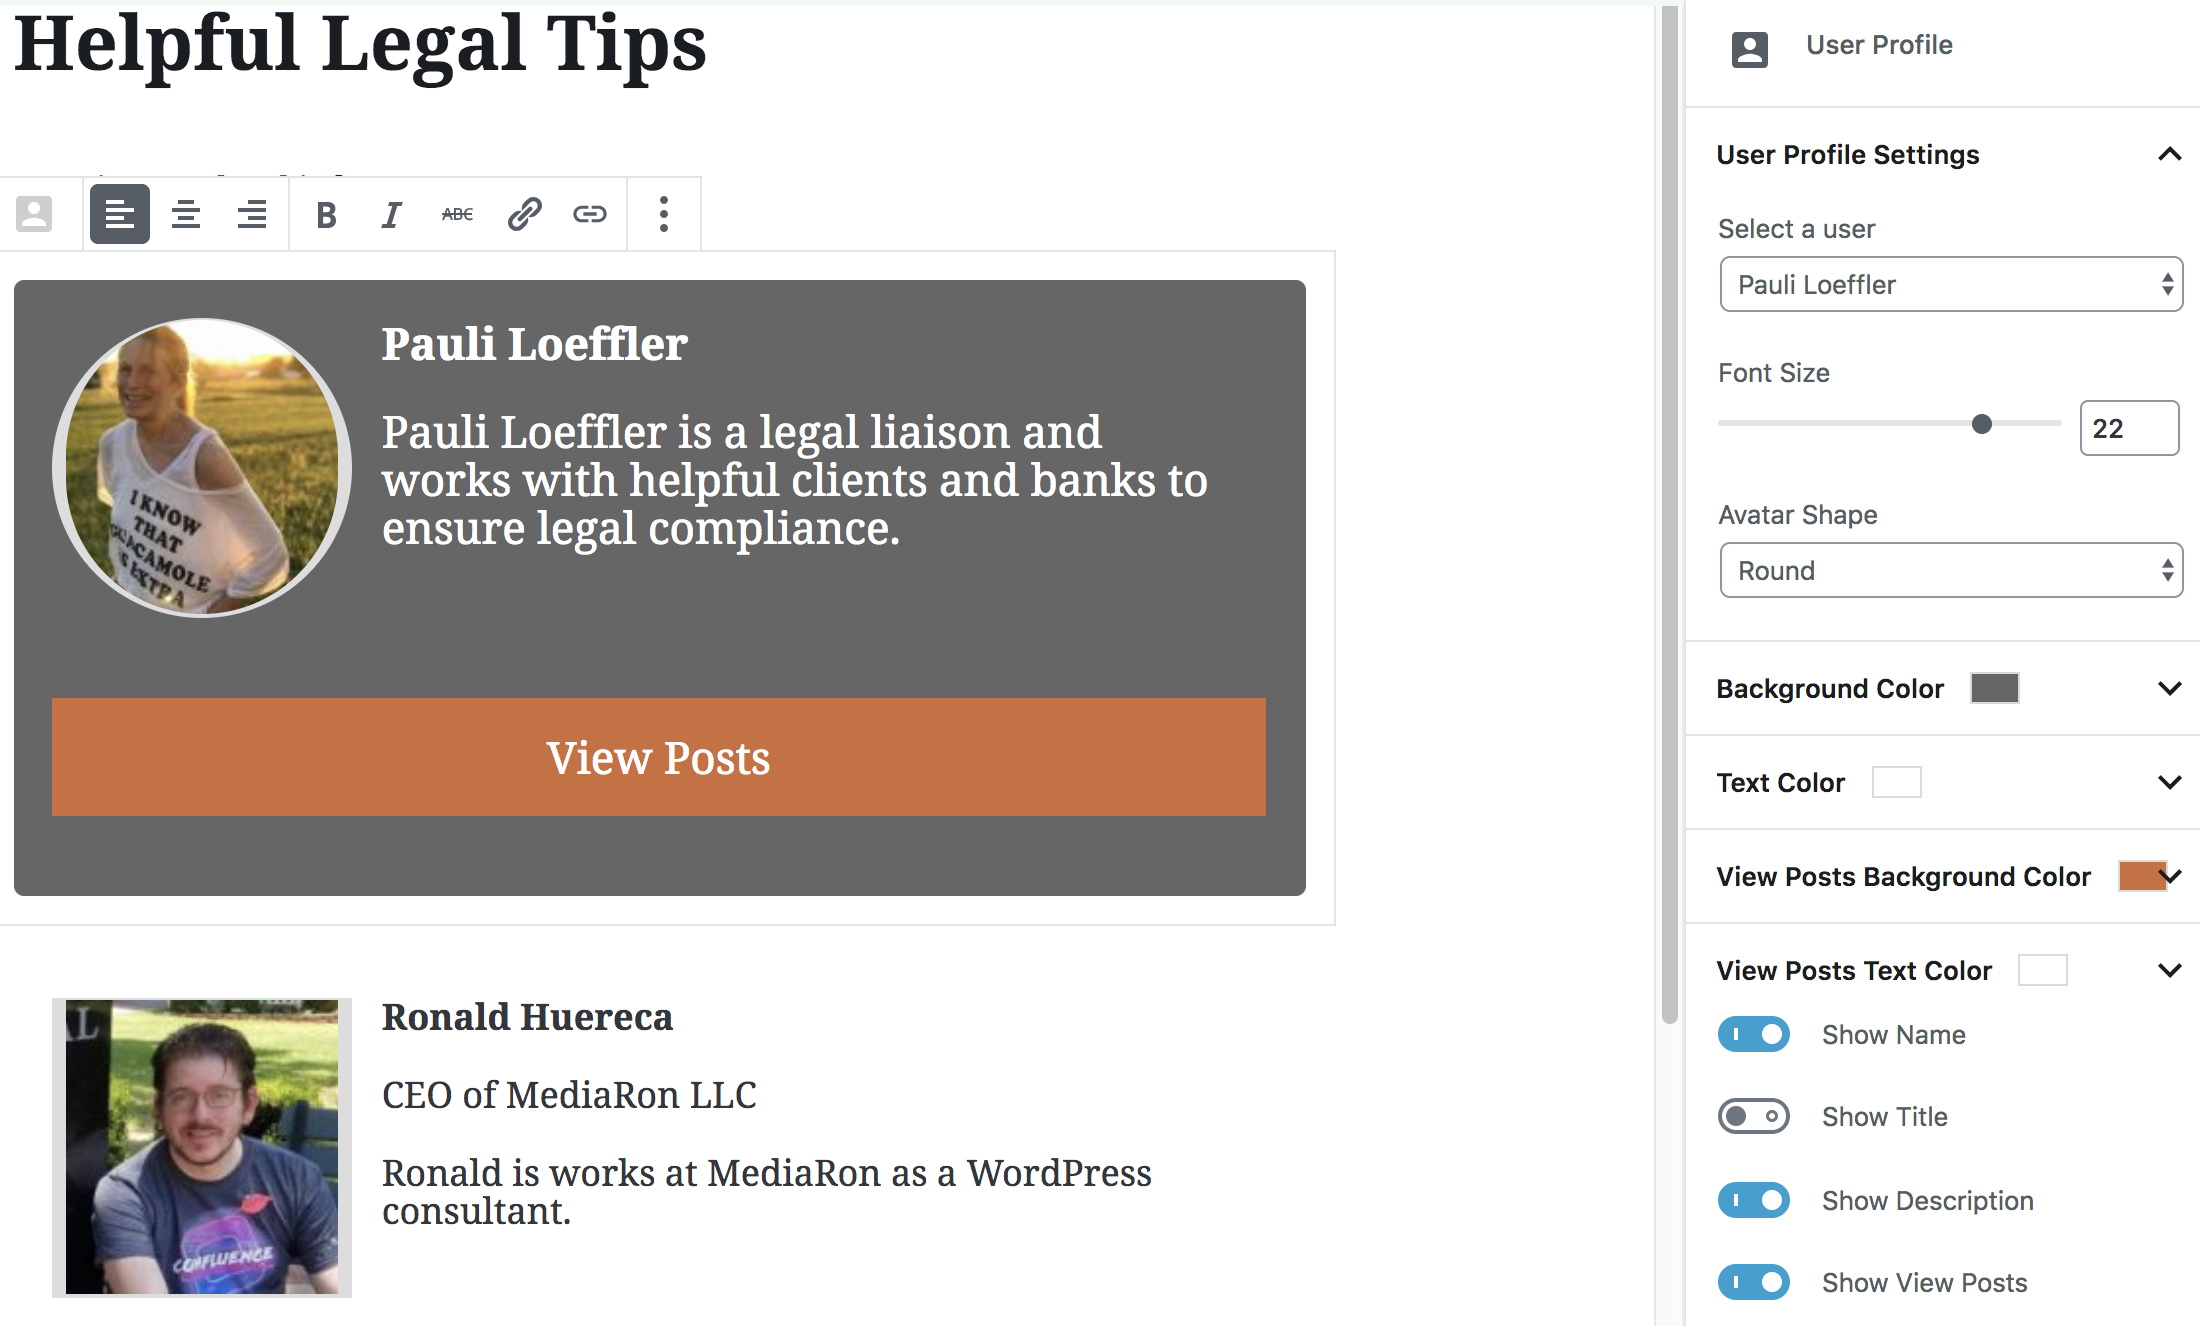 Helpful Legal Tips
B I ABC
Pauli Loeffler
Pauli Loeffler is a legal liaison and
works with helpful clients and banks to
ensure legal compliance.
I KNOW
THAT
View Posts
Ronald Huereca
CEO of MediaRon LLC
Ronald is works at MediaRon as a WordPress
consultant.
CONFLUENCE
User Profile
User Profile Settings
Select a user
Pauli Loeffler
Font Size
22
Avatar Shape
Round
Background Color
Text Color
View Posts Background Color
View Posts Text Color
Show Name
Show Title
Show Description
Show View Posts